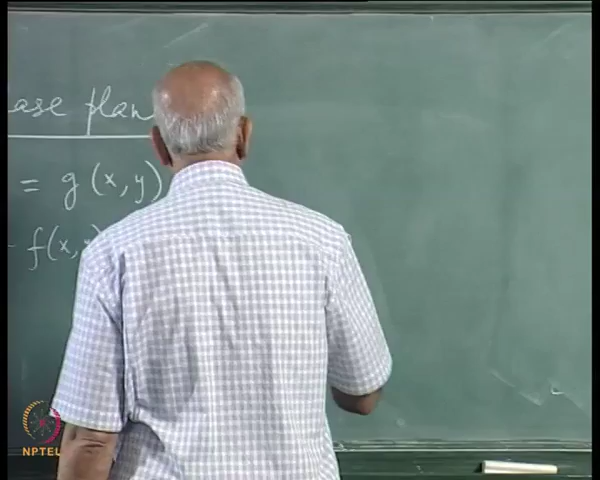 ase plan
= g(x,y)
f(x,
NPTEL